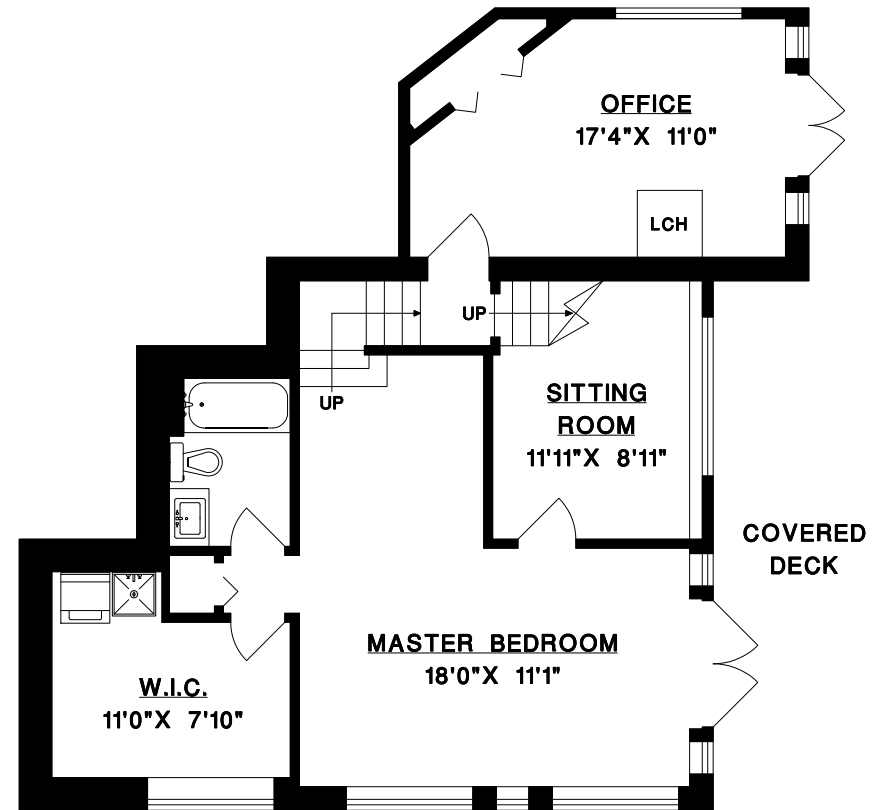 OFFICE
17'4"X 11'0"
LCH
UP
UP
SITTING
ROOM
11'11"X 8'11"
COVERED
DECK
MASTER BEDROOM
18'0"X 11'1"
W.I.C.
11'0"X 7'10"